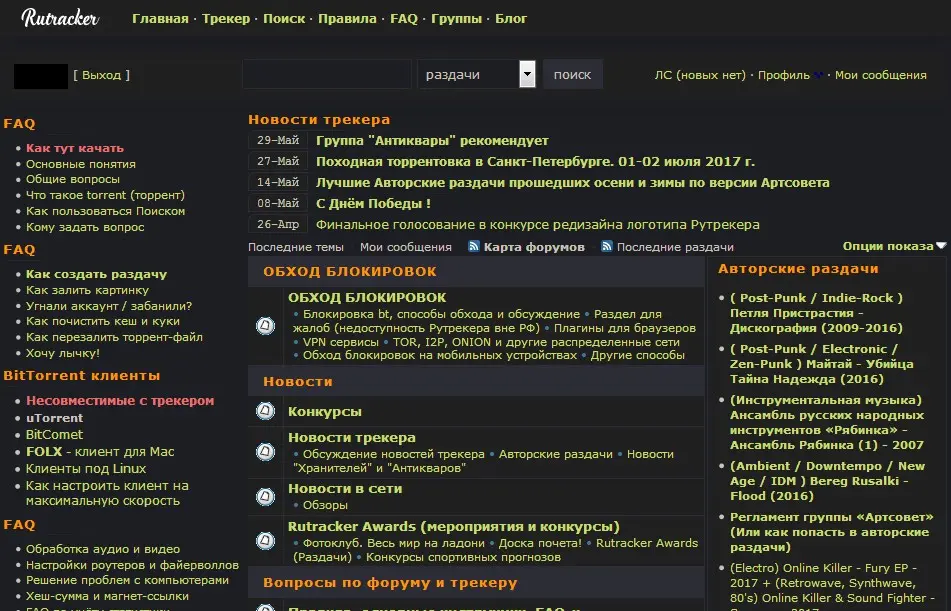 Rutracker
Главная · Трекер · Поиск · Правила · FAQ · Группы · Блог
[ Выход ]
раздачи
поиск
ЛС (новых нет) · Профиль · Мои сообщения
FAQ
Как тут качать
Основные понятия
Общие вопросы
Что такое torrent (торрент)
Как пользоваться Поиском
Кому задать вопрос
FAQ
Как создать раздачу
Как залить картинку
Угнали аккаунт / забанили?
Как почистить кеш и куки
Как перезалить торрент-файл
Хочу лычку!
BitTorrent клиенты
Несовместимые с трекером
uTorrent
BitComet
FOLX - клиент для Mac
Клиенты под Linux
Как настроить клиент на
максимальную скорость
FAQ
Обработка аудио и видео
Настройки роутеров и файерволлов
Решение проблем с компьютерами
Хеш-сумма и магнет-ссылки
Новости трекера
29-Май Группа "Антиквары" рекомендует
27-Май Походная торрентовка в Санкт-Петербурге. 01-02 июля 2017 г.
14-Май Лучшие Авторские раздачи прошедших осени и зимы по версии Артсовета
08-Май С Днём Победы !
26-Апр Финальное голосование в конкурсе редизайна логотипа Рутрекера
Последние темы Мои сообщения Карта форумов Последние раздачи
Опции показа
ОБХОД БЛОКИРОВОК
ОБХОД БЛОКИРОВОК
• Блокировка bt, способы обхода и обсуждение • Раздел для
жалоб (недоступность Рутрекера вне РФ) • Плагины для браузеров
• VPN сервисы • TOR, I2P, ONION и другие распределенные сети
• Обход блокировок на мобильных устройствах • Другие способы
Новости
Конкурсы
Новости трекера
• Обсуждение новостей трекера • Авторские раздачи • Новости
"Хранителей" и "Антикваров"
Новости в сети
• Обзоры
Rutracker Awards (мероприятия и конкурсы)
• Фотоклуб. Весь мир на ладони • Доска почета! • Rutracker Awards
(Раздачи) • Конкурсы спортивных прогнозов
Вопросы по форуму и трекеру
Авторские раздачи
( Post-Punk / Indie-Rock )
Петля Пристрастия -
Дискография (2009-2016)
( Post-Punk / Electronic /
Zen-Punk ) Майтай - Убийца
Тайна Надежда (2016)
(Инструментальная музыка)
Ансамбль русских народных
инструментов «Рябинка» -
Ансамбль Рябинка (1) - 2007
(Ambient / Downtempo / New
Age / IDM ) Bereg Rusalki -
Flood (2016)
Регламент группы «Артсовет»
(Или как попасть в авторские
раздачи)
(Electro) Online Killer - Fury EP -
2017 + (Retrowave, Synthwave,
80's) Online Killer & Sound Fighter -